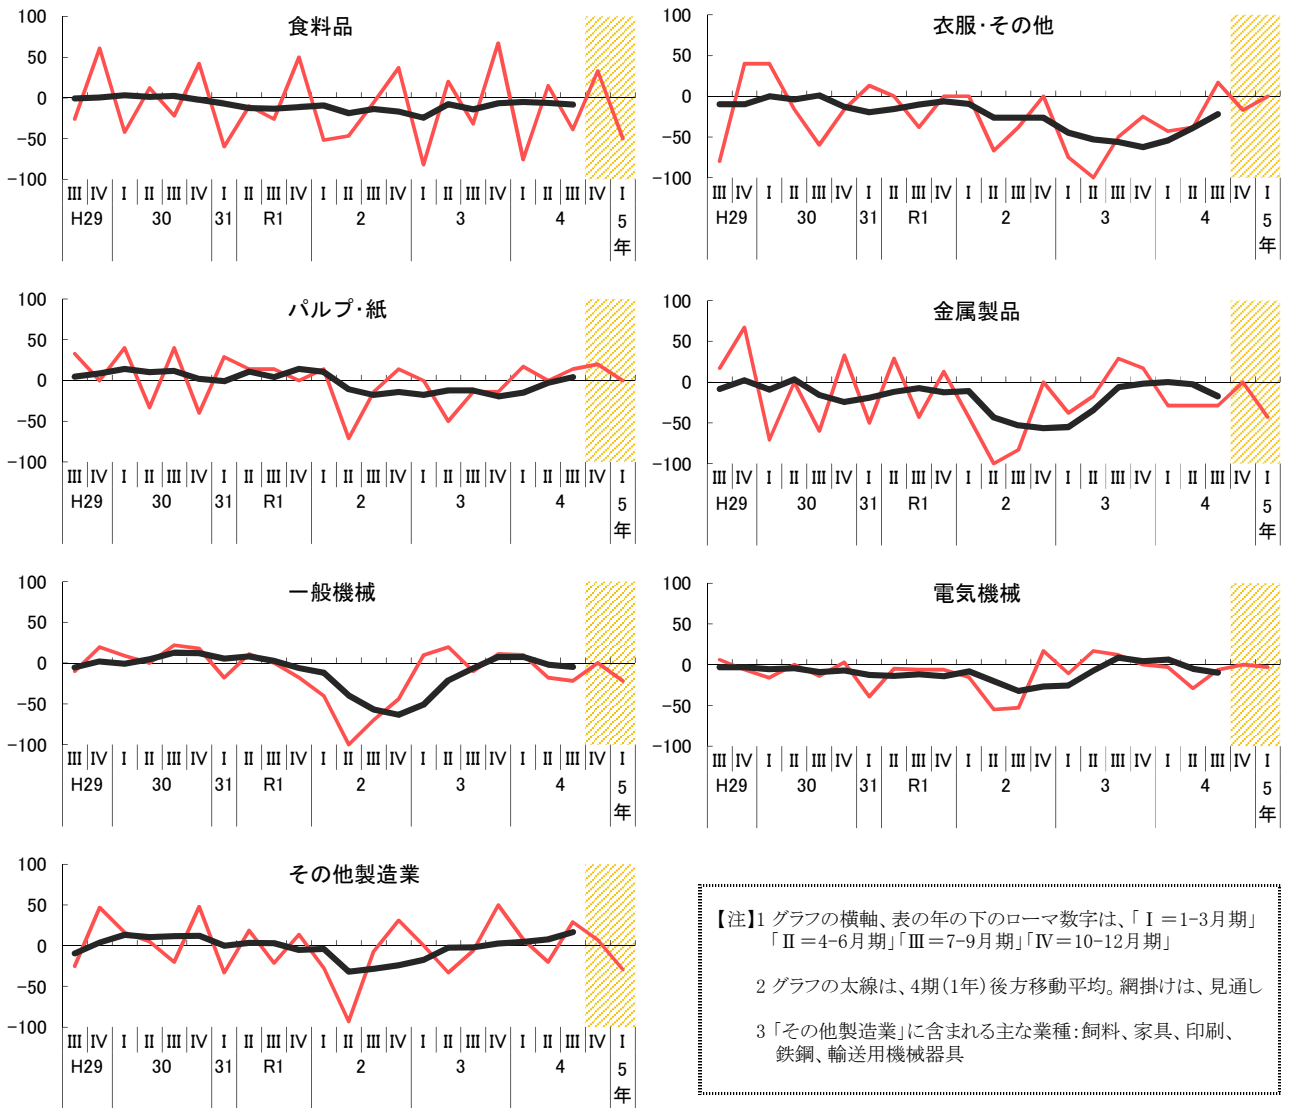 食料品
100
50
0
-50
-100
Ⅲ Ⅳ Ⅰ Ⅱ Ⅲ Ⅳ Ⅰ Ⅱ Ⅲ Ⅳ Ⅰ Ⅱ Ⅲ Ⅳ Ⅰ Ⅱ Ⅲ Ⅳ Ⅰ Ⅱ Ⅲ Ⅳ Ⅰ
H29 30 31 R1 2 3 4 5
年
衣服・その他
100
50
0
-50
-100
Ⅲ Ⅳ Ⅰ Ⅱ Ⅲ Ⅳ Ⅰ Ⅱ Ⅲ Ⅳ Ⅰ Ⅱ Ⅲ Ⅳ Ⅰ Ⅱ Ⅲ Ⅳ Ⅰ Ⅱ Ⅲ Ⅳ Ⅰ
H29 30 31 R1 2 3 4 5
年
パルプ・紙
100
50
0
-50
-100
Ⅲ Ⅳ Ⅰ Ⅱ Ⅲ Ⅳ Ⅰ Ⅱ Ⅲ Ⅳ Ⅰ Ⅱ Ⅲ Ⅳ Ⅰ Ⅱ Ⅲ Ⅳ Ⅰ Ⅱ Ⅲ Ⅳ Ⅰ
H29 30 31 R1 2 3 4 5
年
金属製品
100
50
0
-50
-100
Ⅲ Ⅳ Ⅰ Ⅱ Ⅲ Ⅳ Ⅰ Ⅱ Ⅲ Ⅳ Ⅰ Ⅱ Ⅲ Ⅳ Ⅰ Ⅱ Ⅲ Ⅳ Ⅰ Ⅱ Ⅲ Ⅳ Ⅰ
H29 30 31 R1 2 3 4 5
年
一般機械
100
50
0
-50
-100
Ⅲ Ⅳ Ⅰ Ⅱ Ⅲ Ⅳ Ⅰ Ⅱ Ⅲ Ⅳ Ⅰ Ⅱ Ⅲ Ⅳ Ⅰ Ⅱ Ⅲ Ⅳ Ⅰ Ⅱ Ⅲ Ⅳ Ⅰ
H29 30 31 R1 2 3 4 5
年
電気機械
100
50
0
-50
-100
Ⅲ Ⅳ Ⅰ Ⅱ Ⅲ Ⅳ Ⅰ Ⅱ Ⅲ Ⅳ Ⅰ Ⅱ Ⅲ Ⅳ Ⅰ Ⅱ Ⅲ Ⅳ Ⅰ Ⅱ Ⅲ Ⅳ Ⅰ
H29 30 31 R1 2 3 4 5
年
その他製造業
100
50
0
-50
-100
Ⅲ Ⅳ Ⅰ Ⅱ Ⅲ Ⅳ Ⅰ Ⅱ Ⅲ Ⅳ Ⅰ Ⅱ Ⅲ Ⅳ Ⅰ Ⅱ Ⅲ Ⅳ Ⅰ Ⅱ Ⅲ Ⅳ Ⅰ
H29 30 31 R1 2 3 4 5
年
【注】1 グラフの横軸、表の年の下のローマ数字は、「Ⅰ=1-3月期」
「Ⅱ=4-6月期」「Ⅲ=7-9月期」「Ⅳ=10-12月期」
2 グラフの太線は、4期(1年)後方移動平均。網掛けは、見通し
3 「その他製造業」に含まれる主な業種:飼料、家具、印刷、
鉄鋼、輸送用機械器具